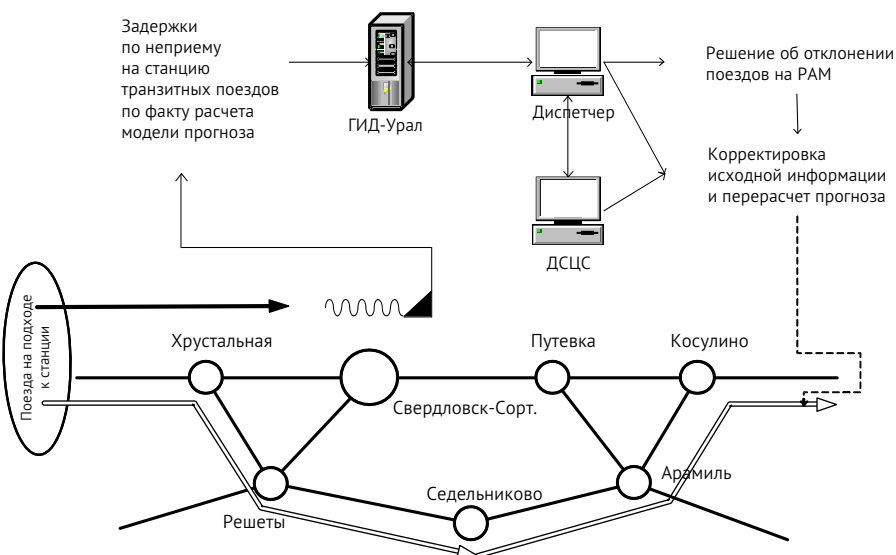 Задержки
по неприему
на станцию
транзитных поездов
по факту расчета
модели прогноза
ГИД-Урал
Диспетчер
ДСЦС
Решение об отклонении
поездов на РАМ
Корректировка
исходной информации
и перерасчет прогноза
Поезда на подходе
к станции
Хрустальная
Свердловск-Сорт.
Путевка
Косулино
Решеты
Седельниково
Арамиль